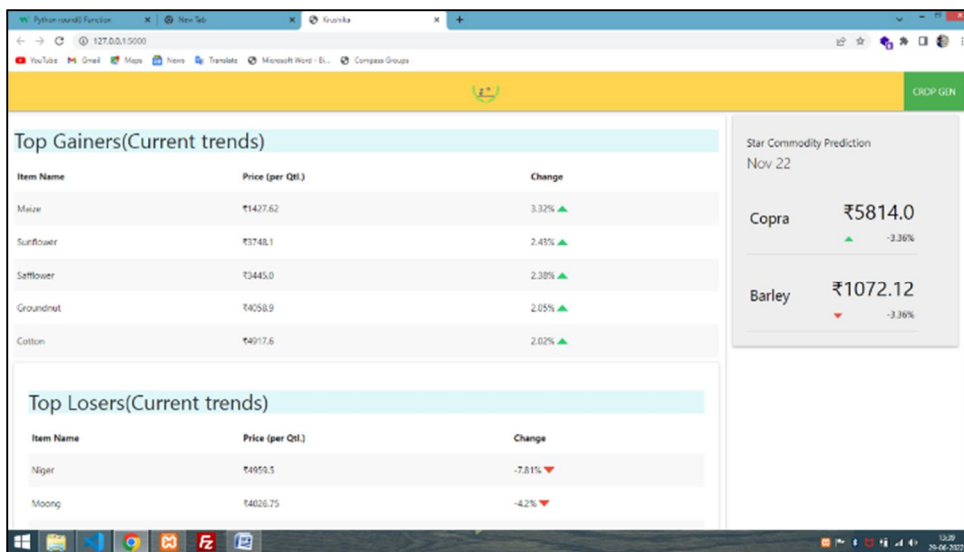 Python round() Function
New Tab
Krushika
127.0.0.1:5000
YouTube Gmail Maps News Translate Microsoft Word - Bi... Compass Groups
CROP GEN
Top Gainers(Current trends)
Item Name Price (per Qtl.) Change
Maize ₹1427.62 3.32%
Sunflower ₹3748.1 2.43%
Safflower ₹3445.0 2.38%
Groundnut ₹4058.9 2.05%
Cotton ₹4917.6 2.02%
Top Losers(Current trends)
Item Name Price (per Qtl.) Change
Niger ₹4959.5 -7.81%
Moong ₹4026.75 -4.2%
Star Commodity Prediction
Nov 22
Copra ₹5814.0
-3.36%
Barley ₹1072.12
-3.36%
13:39
29-06-2022